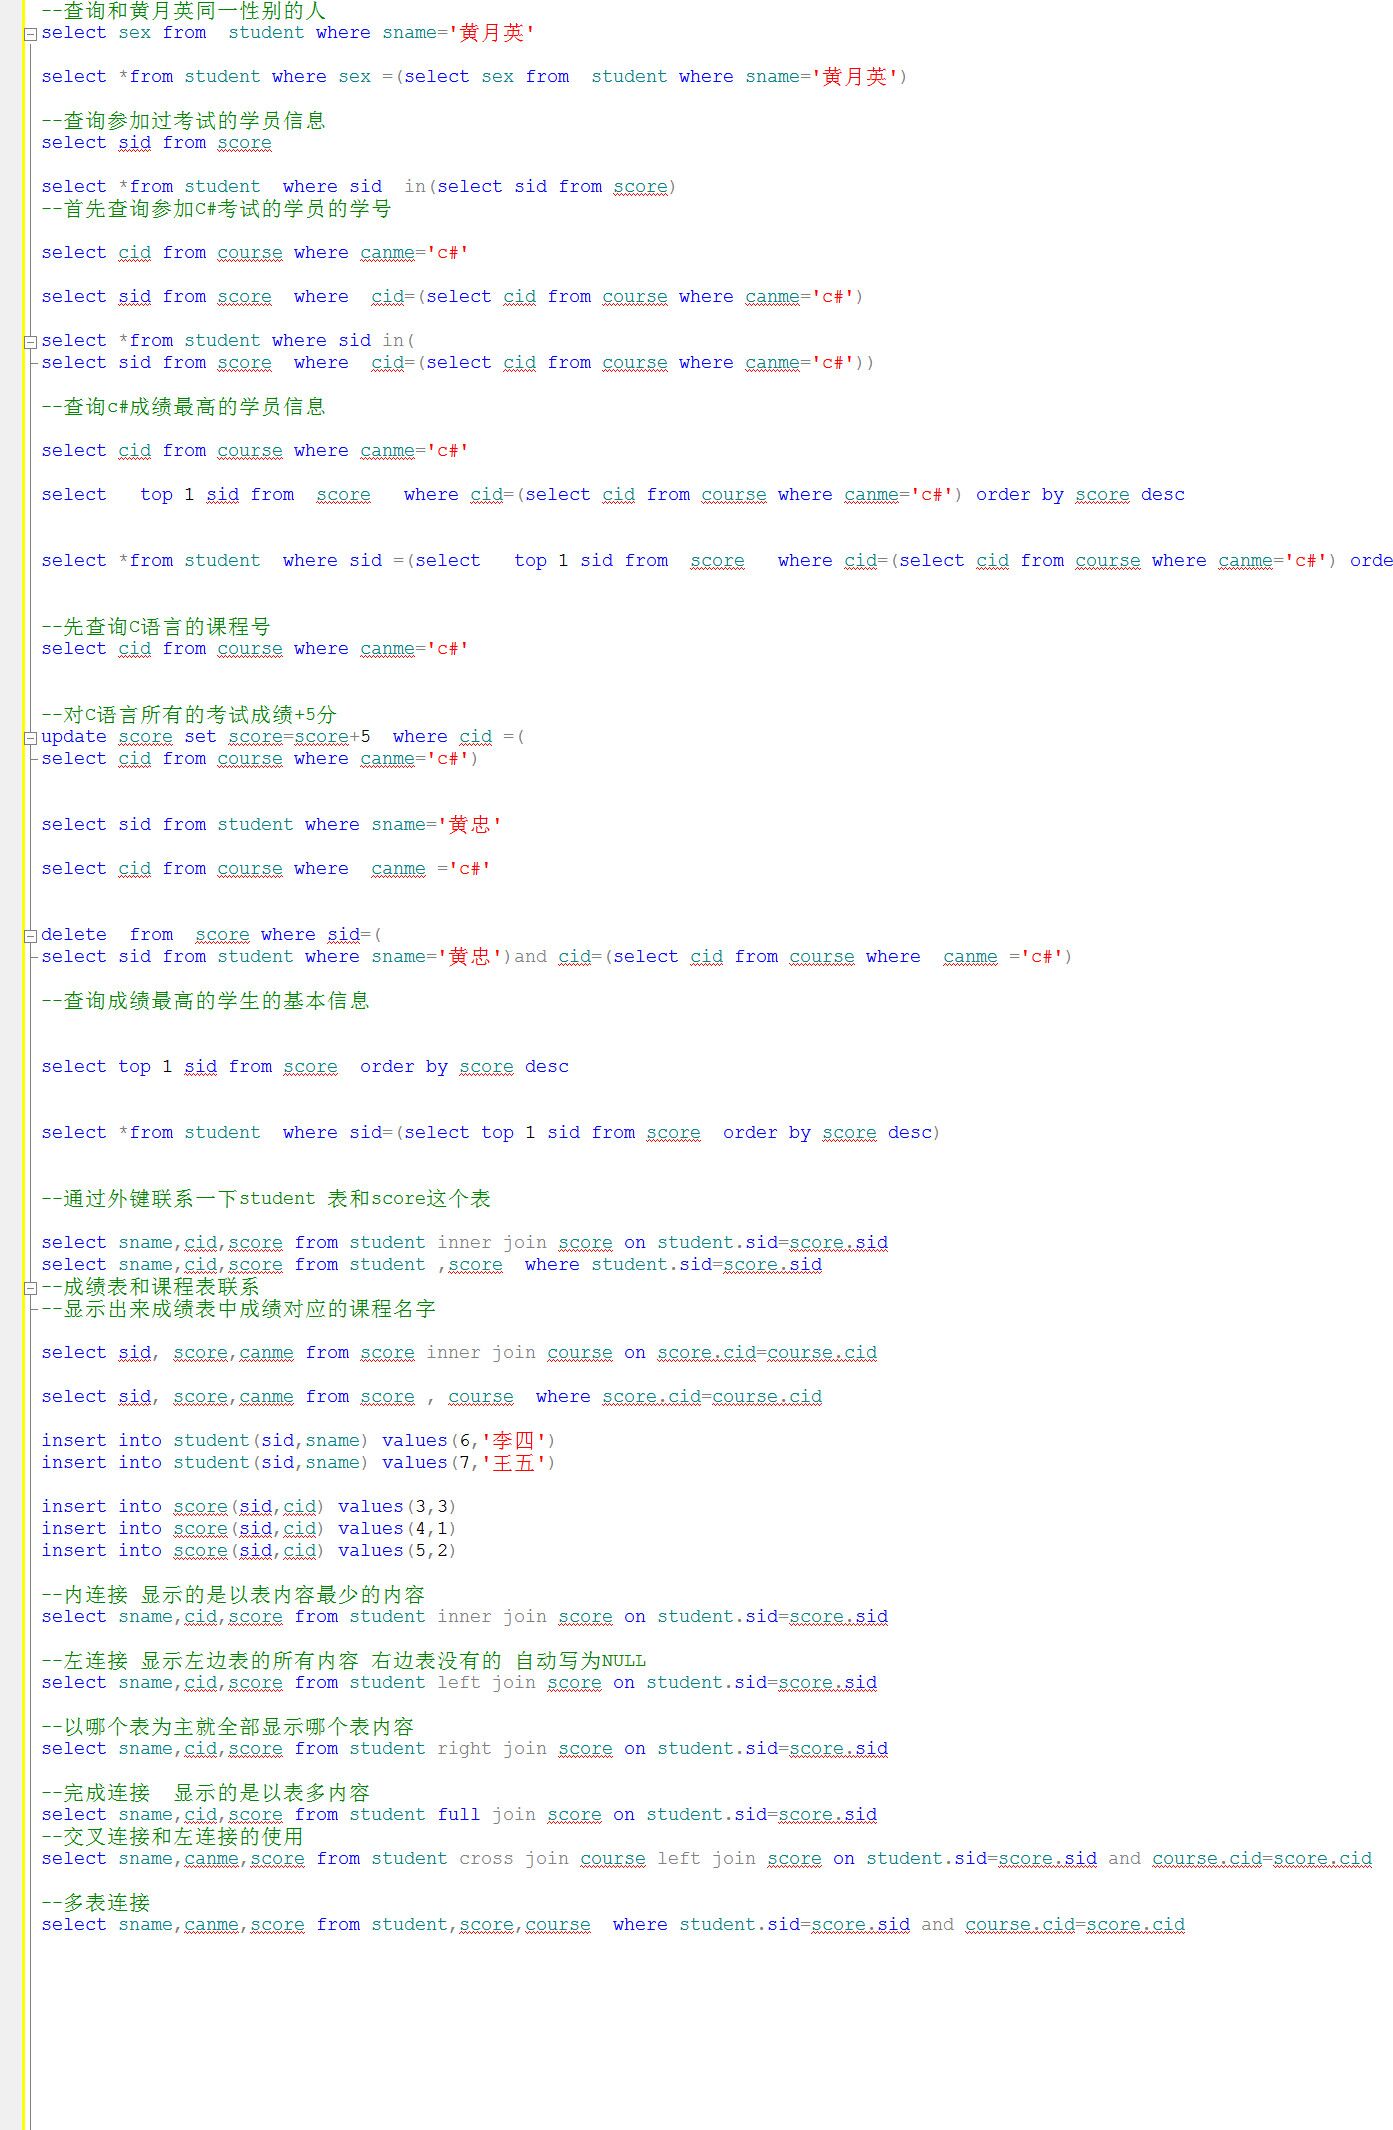 --查询和黄月英同一性别的人
select sex from  student where sname='黄月英'
select *from student where sex =(select sex from  student where sname='黄月英')
--查询参加过考试的学员信息
select sid from score
select *from student  where sid  in(select sid from score)
--首先查询参加C#考试的学员的学号
select cid from course where canme='c#'
select sid from score  where  cid=(select cid from course where canme='c#')
select *from student where sid in(
select sid from score  where  cid=(select cid from course where canme='c#'))
--查询c#成绩最高的学员信息
select cid from course where canme='c#'
select   top 1 sid from  score   where cid=(select cid from course where canme='c#') order by score desc
select *from student  where sid =(select   top 1 sid from  score   where cid=(select cid from course where canme='c#') orde
--先查询C语言的课程号
select cid from course where canme='c#'
--对C语言所有的考试成绩+5分
update score set score=score+5  where cid =(
select cid from course where canme='c#')
select sid from student where sname='黄忠'
select cid from course where  canme ='c#'
delete  from  score where sid=(
select sid from student where sname='黄忠')and cid=(select cid from course where  canme ='c#')
--查询成绩最高的学生的基本信息
select top 1 sid from score  order by score desc
select *from student  where sid=(select top 1 sid from score  order by score desc)
--通过外键联系一下student 表和score这个表
select sname,cid,score from student inner join score on student.sid=score.sid
select sname,cid,score from student ,score  where student.sid=score.sid
--成绩表和课程表联系
--显示出来成绩表中成绩对应的课程名字
select sid, score,canme from score inner join course on score.cid=course.cid
select sid, score,canme from score , course  where score.cid=course.cid
insert into student(sid,sname) values(6,'李四')
insert into student(sid,sname) values(7,'王五')
insert into score(sid,cid) values(3,3)
insert into score(sid,cid) values(4,1)
insert into score(sid,cid) values(5,2)
--内连接 显示的是以表内容最少的内容
select sname,cid,score from student inner join score on student.sid=score.sid
--左连接 显示左边表的所有内容 右边表没有的 自动写为NULL
select sname,cid,score from student left join score on student.sid=score.sid
--以哪个表为主就全部显示哪个表内容
select sname,cid,score from student right join score on student.sid=score.sid
--完成连接  显示的是以表多内容
select sname,cid,score from student full join score on student.sid=score.sid
--交叉连接和左连接的使用
select sname,canme,score from student cross join course left join score on student.sid=score.sid and course.cid=score.cid
--多表连接
select sname,canme,score from student,score,course  where student.sid=score.sid and course.cid=score.cid